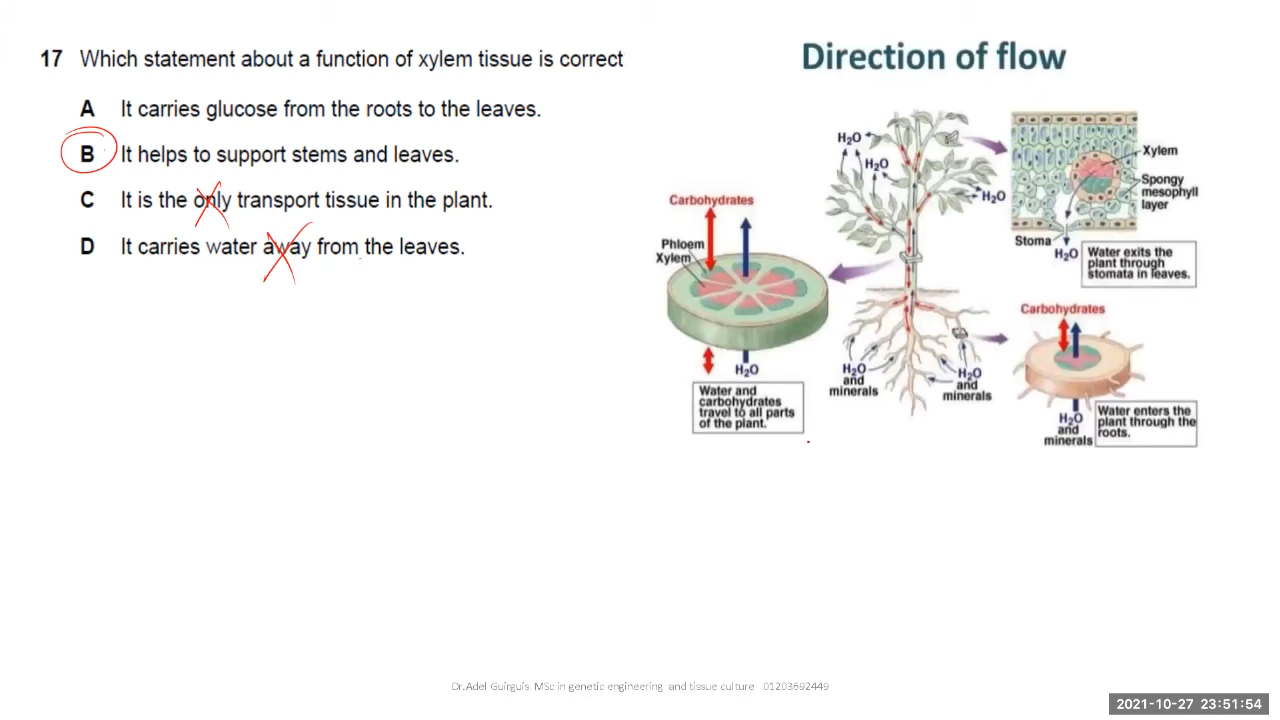 17 Which statement about a function of xylem tissue is correct
A It carries glucose from the roots to the leaves.
B It helps to support stems and leaves.
C It is the only transport tissue in the plant.
D It carries water away from the leaves.
Direction of flow
H₂O
H₂O
H₂O
Xylem
Spongy
mesophyll
layer
Stoma
H₂O
Water exits the
plant through
stomata in leaves.
Carbohydrates
Phloem
Xylem
H₂O
Water and
carbohydrates
travel to all parts
of the plant.
H₂O
and
minerals
H₂O
and
minerals
Carbohydrates
H₂O
and
minerals
Water enters the
plant through the
roots.
Dr.Adel Guirguis MSc in genetic engineering and tissue culture 01203692449
2021-10-27 23:51:54